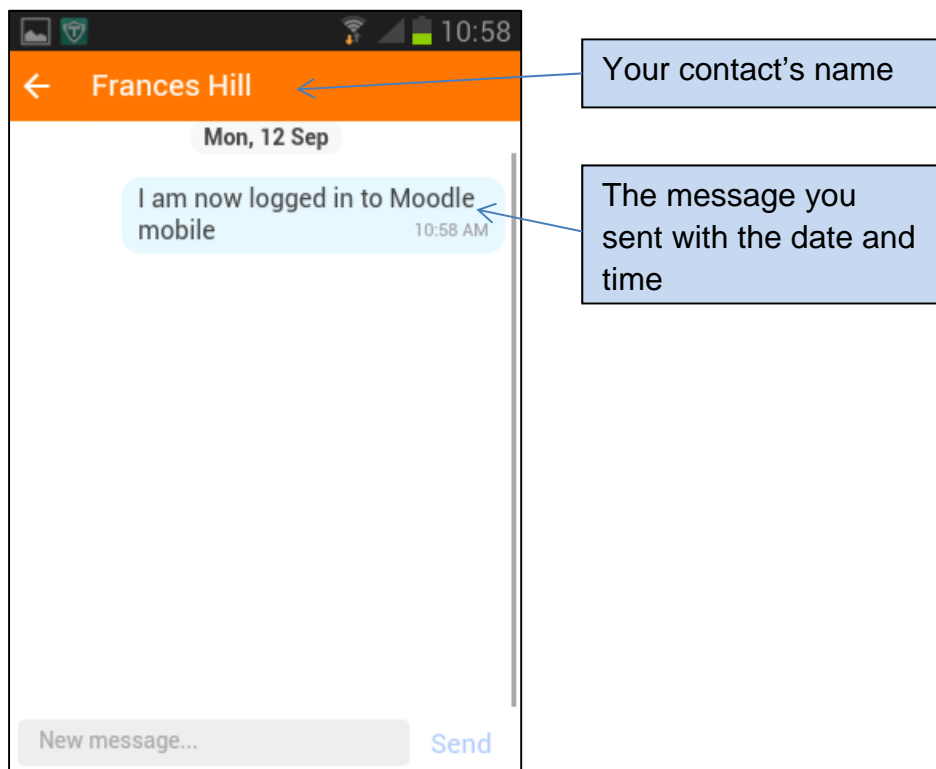 10:58
Frances Hill
Your contact's name
Mon, 12 Sep
I am now logged in to Moodle
mobile
10:58 AM
The message you
sent with the date and
time
New message...
Send